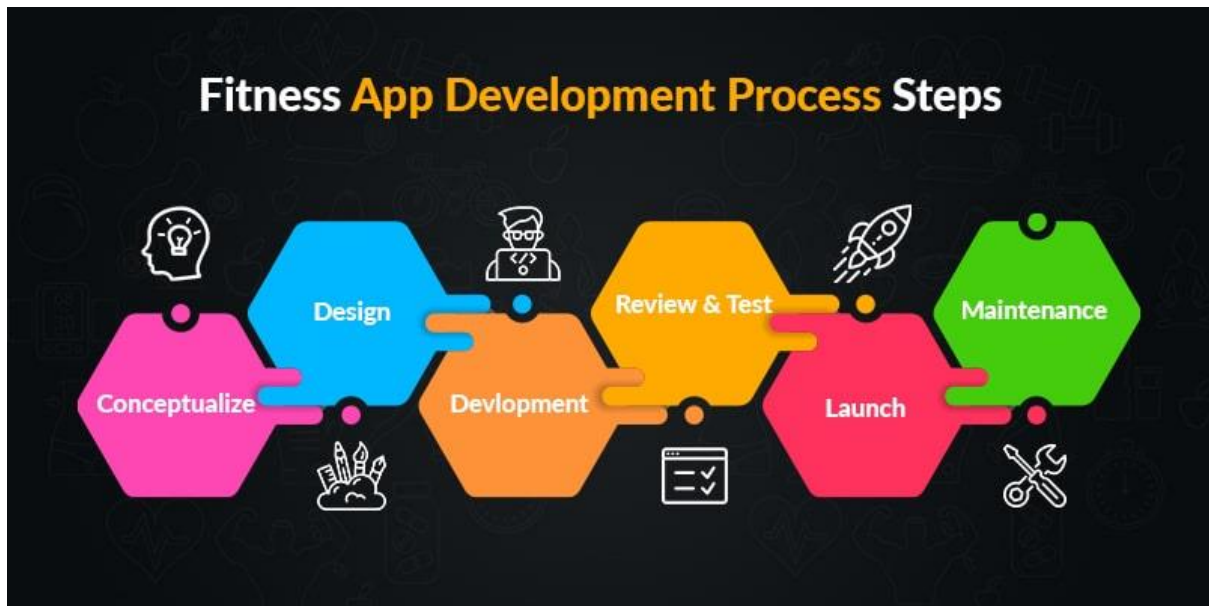 Fitness App Development Process Steps
Conceptualize
Design
Devlopment
Review & Test
Launch
Maintenance